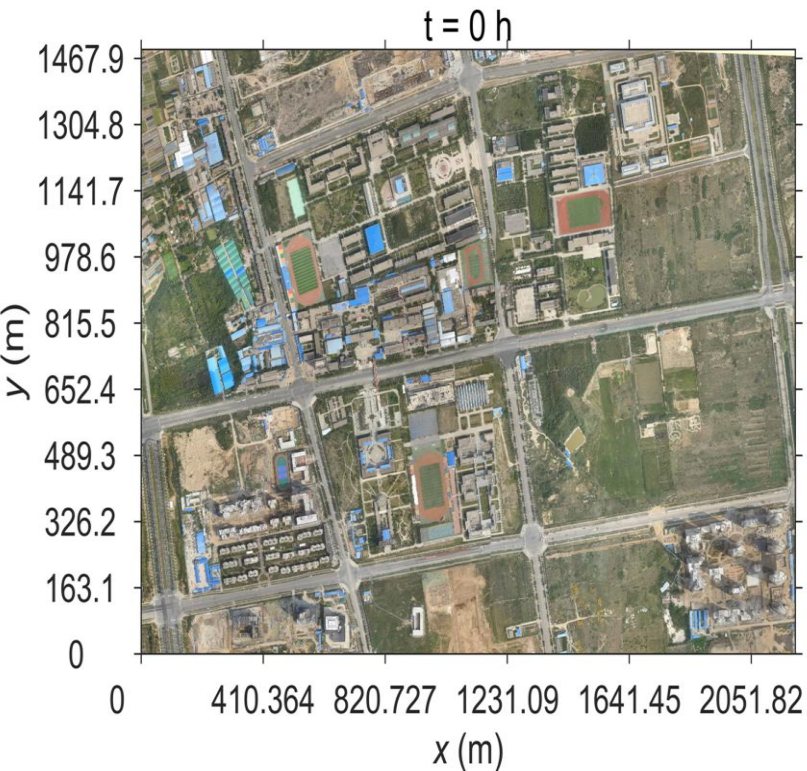 t = 0 h
1467.9
1304.8
1141.7
978.6
815.5
652.4
489.3
326.2
163.1
0
y (m)
0 410.364 820.727 1231.09 1641.45 2051.82
x (m)